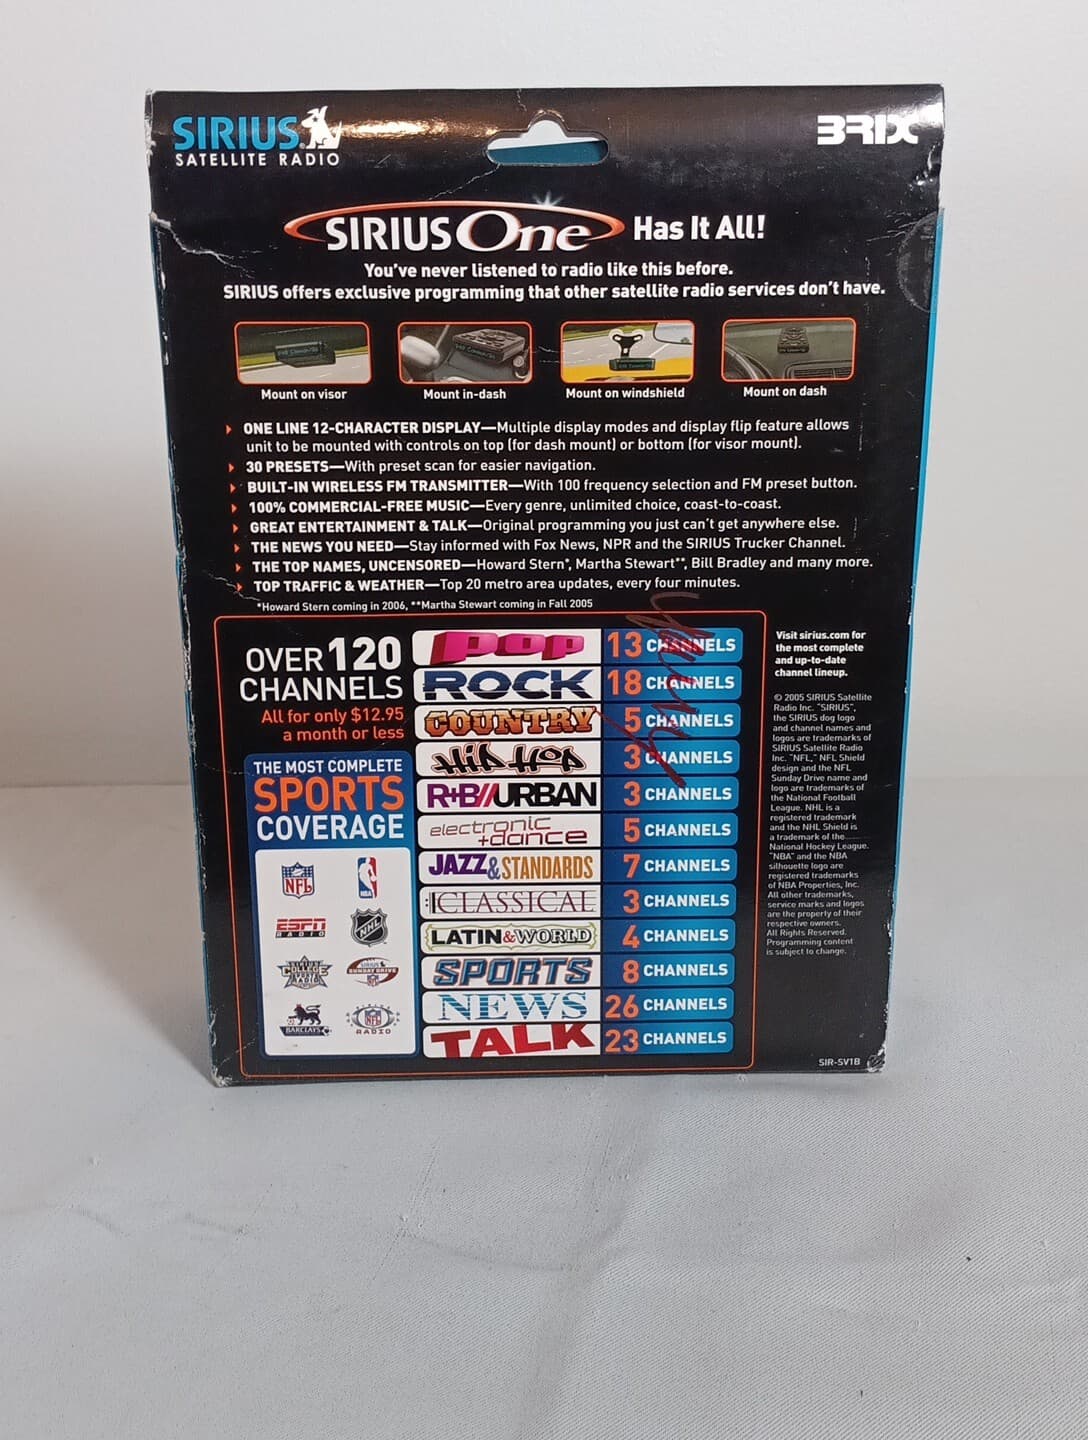 SIRIUS
SATELLITE RADIO
BRIX
SIRIUS One Has It All!
You've never listened to radio like this before.
SIRIUS offers exclusive programming that other satellite radio services don't have.
Mount on visor
Mount in-dash
Mount on windshield
Mount on dash
ONE LINE 12-CHARACTER DISPLAY—Multiple display modes and display flip feature allows
unit to be mounted with controls on top (for dash mount) or bottom (for visor mount).
30 PRESETS—With preset scan for easier navigation.
BUILT-IN WIRELESS FM TRANSMITTER—With 100 frequency selection and FM preset button.
100% COMMERCIAL-FREE MUSIC—Every genre, unlimited choice, coast-to-coast.
GREAT ENTERTAINMENT & TALK—Original programming you just can't get anywhere else.
THE NEWS YOU NEED—Stay informed with Fox News, NPR and the SIRIUS Trucker Channel.
THE TOP NAMES, UNCENSORED—Howard Stern*, Martha Stewart**, Bill Bradley and many more.
TOP TRAFFIC & WEATHER—Top 20 metro area updates, every four minutes.
*Howard Stern coming in 2006, **Martha Stewart coming in Fall 2005
OVER 120
CHANNELS
All for only $12.95
a month or less
THE MOST COMPLETE
SPORTS
COVERAGE
NFL
NBA
ESPN
RADIO
NHL
SIRIUS
COLLEGE
SPORTS
RADIO
SIRIUS
SUNDAY DRIVE
NFL
BARCLAYS
SIRIUS
NFL
RADIO
POP 13 CHANNELS
ROCK 18 CHANNELS
COUNTRY 5 CHANNELS
HIP HOP 3 CHANNELS
R+B//URBAN 3 CHANNELS
electronic
+dance 5 CHANNELS
JAZZ & STANDARDS 7 CHANNELS
CLASSICAL 3 CHANNELS
LATIN & WORLD 4 CHANNELS
SPORTS 8 CHANNELS
NEWS 26 CHANNELS
TALK 23 CHANNELS
Visit sirius.com for
the most complete
and up-to-date
channel lineup.
© 2005 SIRIUS Satellite
Radio Inc. "SIRIUS",
the SIRIUS dog logo
and channel names and
logos are trademarks of
SIRIUS Satellite Radio
Inc. "NFL," NFL Shield
design and the NFL
Sunday Drive name and
logo are trademarks of
the National Football
League. NHL is a
registered trademark
and the NHL Shield is
a trademark of the
National Hockey League.
"NBA" and the NBA
silhouette logo are
registered trademarks
of NBA Properties, Inc.
All other trademarks,
service marks and logos
are the property of their
respective owners.
All Rights Reserved.
Programming content
is subject to change.
SIR-SV1B